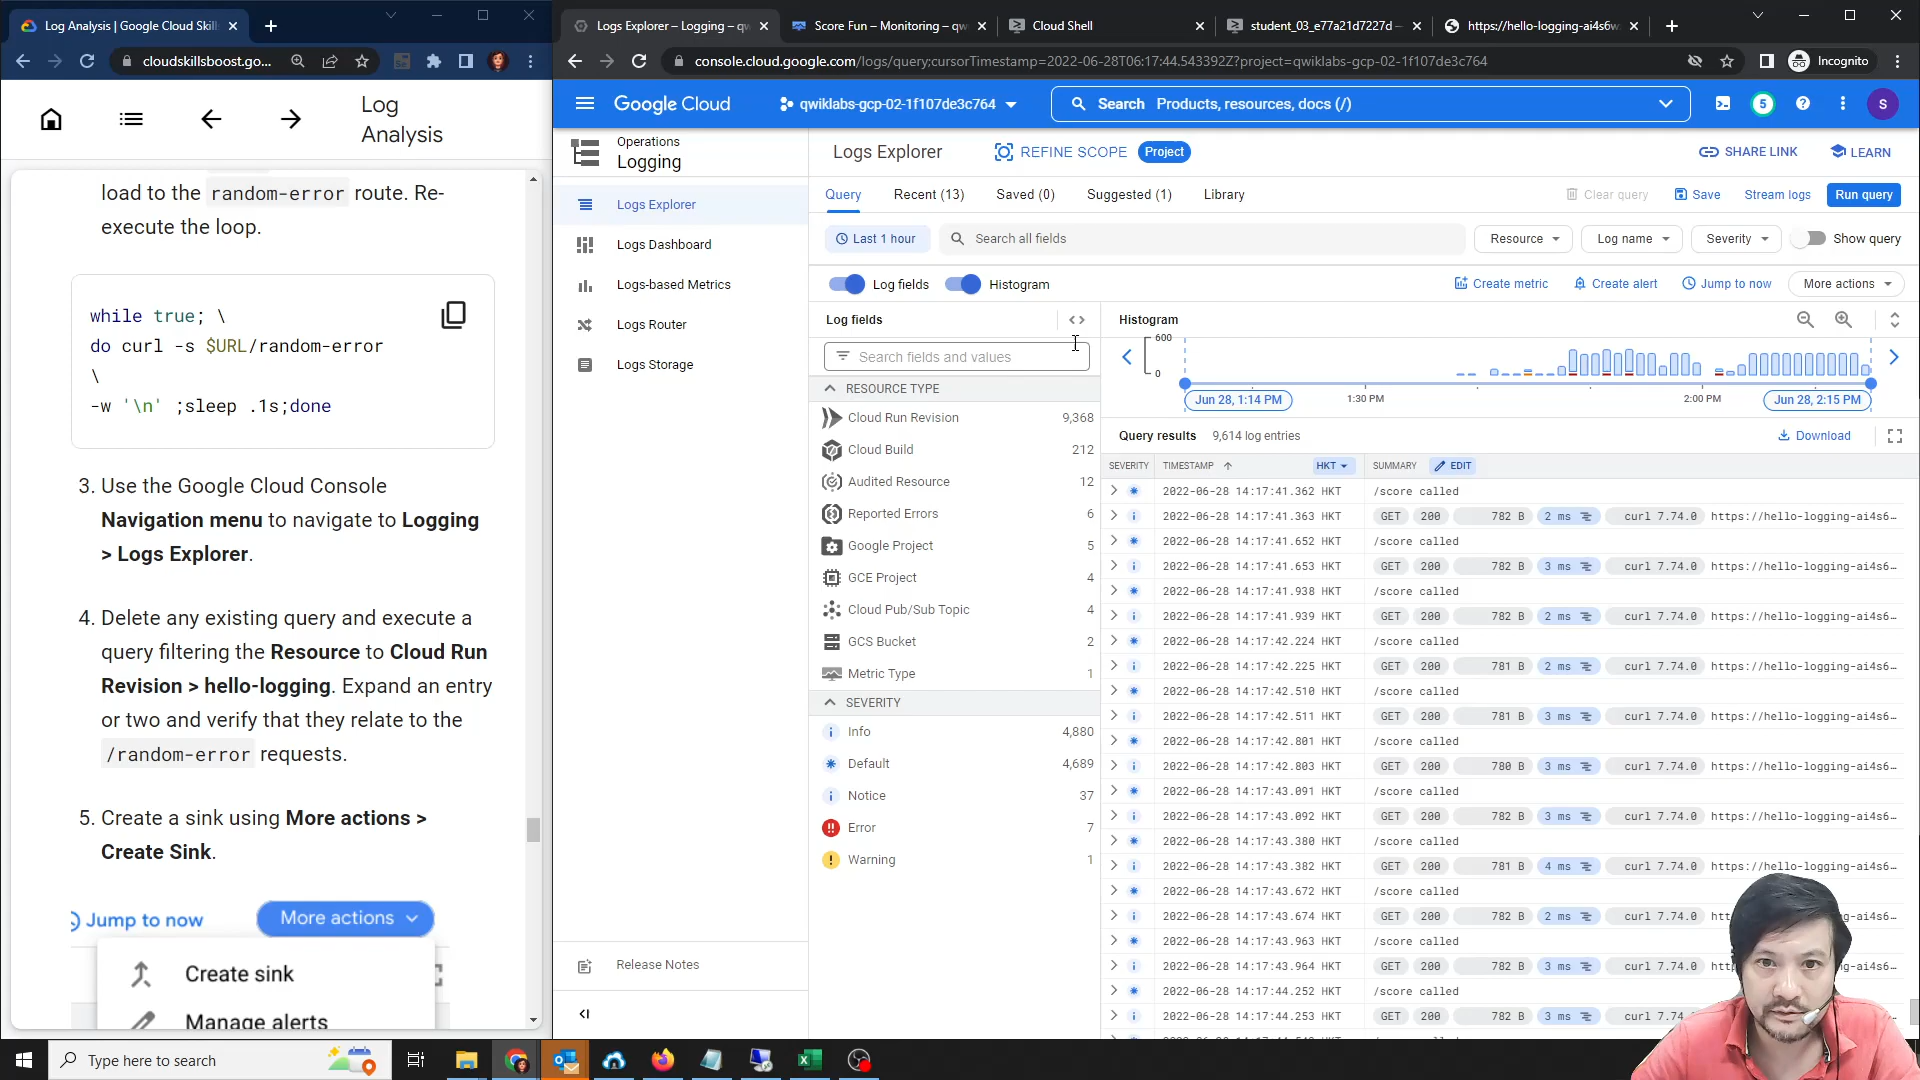 Log Analysis | Google Cloud Skill
cloudskillsboost.go...
Log
Analysis
load to the random-error route. Re-
execute the loop.
while true; \
do curl -s $URL/random-error
\
-w '\n' ;sleep .1s;done
3. Use the Google Cloud Console
Navigation menu to navigate to Logging
> Logs Explorer.
4. Delete any existing query and execute a
query filtering the Resource to Cloud Run
Revision > hello-logging. Expand an entry
or two and verify that they relate to the
/random-error requests.
5. Create a sink using More actions >
Create Sink.
Jump to now
More actions
Create sink
Manage alerts
Logs Explorer – Logging – qw
Score Fun – Monitoring – qw
Cloud Shell
student_03_e77a21d7227d –
https://hello-logging-ai4s6w
console.cloud.google.com/logs/query;cursorTimestamp=2022-06-28T06:17:44.543392Z?project=qwiklabs-gcp-02-1f107de3c764
Incognito
Google Cloud
qwiklabs-gcp-02-1f107de3c764
Search Products, resources, docs (/)
5
S
Operations
Logging
Logs Explorer
Logs Dashboard
Logs-based Metrics
Logs Router
Logs Storage
Release Notes
Logs Explorer
REFINE SCOPE
Project
SHARE LINK
LEARN
Query
Recent (13)
Saved (0)
Suggested (1)
Library
Clear query
Save
Stream logs
Run query
Last 1 hour
Search all fields
Resource
Log name
Severity
Show query
Log fields
Histogram
Create metric
Create alert
Jump to now
More actions
Log fields
Search fields and values
RESOURCE TYPE
Cloud Run Revision 9,368
Cloud Build 212
Audited Resource 12
Reported Errors 6
Google Project 5
GCE Project 4
Cloud Pub/Sub Topic 4
GCS Bucket 2
Metric Type 1
SEVERITY
Info 4,880
Default 4,689
Notice 37
Error 7
Warning 1
Histogram
600
0
Jun 28, 1:14 PM
1:30 PM
2:00 PM
Jun 28, 2:15 PM
Query results 9,614 log entries
Download
SEVERITY TIMESTAMP HKT SUMMARY EDIT
2022-06-28 14:17:41.362 HKT /score called
2022-06-28 14:17:41.363 HKT GET 200 782 B 2 ms curl 7.74.0 https://hello-logging-ai4s6…
2022-06-28 14:17:41.652 HKT /score called
2022-06-28 14:17:41.653 HKT GET 200 782 B 3 ms curl 7.74.0 https://hello-logging-ai4s6…
2022-06-28 14:17:41.938 HKT /score called
2022-06-28 14:17:41.939 HKT GET 200 782 B 2 ms curl 7.74.0 https://hello-logging-ai4s6…
2022-06-28 14:17:42.224 HKT /score called
2022-06-28 14:17:42.225 HKT GET 200 781 B 2 ms curl 7.74.0 https://hello-logging-ai4s6…
2022-06-28 14:17:42.510 HKT /score called
2022-06-28 14:17:42.511 HKT GET 200 781 B 3 ms curl 7.74.0 https://hello-logging-ai4s6…
2022-06-28 14:17:42.801 HKT /score called
2022-06-28 14:17:42.803 HKT GET 200 780 B 3 ms curl 7.74.0 https://hello-logging-ai4s6…
2022-06-28 14:17:43.091 HKT /score called
2022-06-28 14:17:43.092 HKT GET 200 782 B 3 ms curl 7.74.0 https://hello-logging-ai4s6…
2022-06-28 14:17:43.380 HKT /score called
2022-06-28 14:17:43.382 HKT GET 200 781 B 4 ms curl 7.74.0 https://hello-logging-ai4s6…
2022-06-28 14:17:43.672 HKT /score called
2022-06-28 14:17:43.674 HKT GET 200 782 B 2 ms curl 7.74.0 g-ai4s6…
2022-06-28 14:17:43.963 HKT /score called
2022-06-28 14:17:43.964 HKT GET 200 782 B 3 ms curl 7.74.0 g-ai4s6…
2022-06-28 14:17:44.252 HKT /score called
2022-06-28 14:17:44.253 HKT GET 200 782 B 3 ms curl 7.74 g-ai4s6…
Type here to search